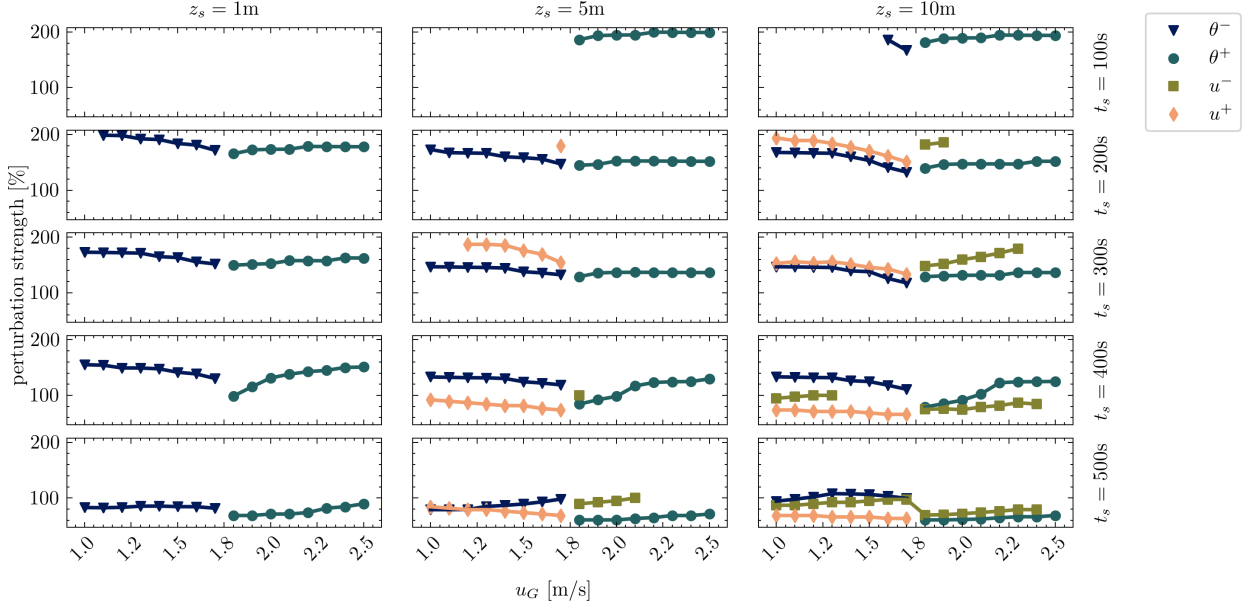 z_s = 1m
z_s = 5m
z_s = 10m
200
100
t_s = 100s
θ⁻
θ⁺
u⁻
u⁺
200
100
t_s = 200s
200
100
t_s = 300s
200
100
t_s = 400s
200
100
t_s = 500s
perturbation strength [%]
1.0 1.2 1.5 1.8 2.0 2.2 2.5
1.0 1.2 1.5 1.8 2.0 2.2 2.5
1.0 1.2 1.5 1.8 2.0 2.2 2.5
u_G [m/s]